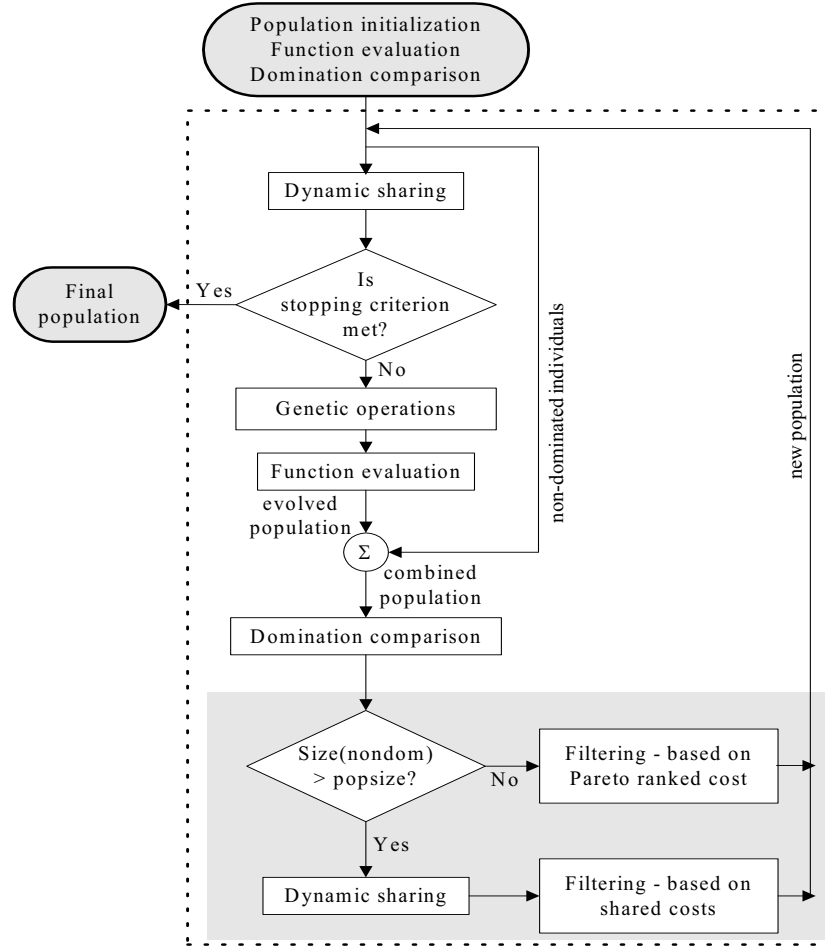 Population initialization
Function evaluation
Domination comparison
Dynamic sharing
Is
stopping criterion
met?
Yes
Final
population
No
Genetic operations
Function evaluation
evolved
population
Σ
combined
population
non-dominated individuals
new population
Domination comparison
Size(nondom)
> popsize?
No
Filtering - based on
Pareto ranked cost
Yes
Dynamic sharing
Filtering - based on
shared costs